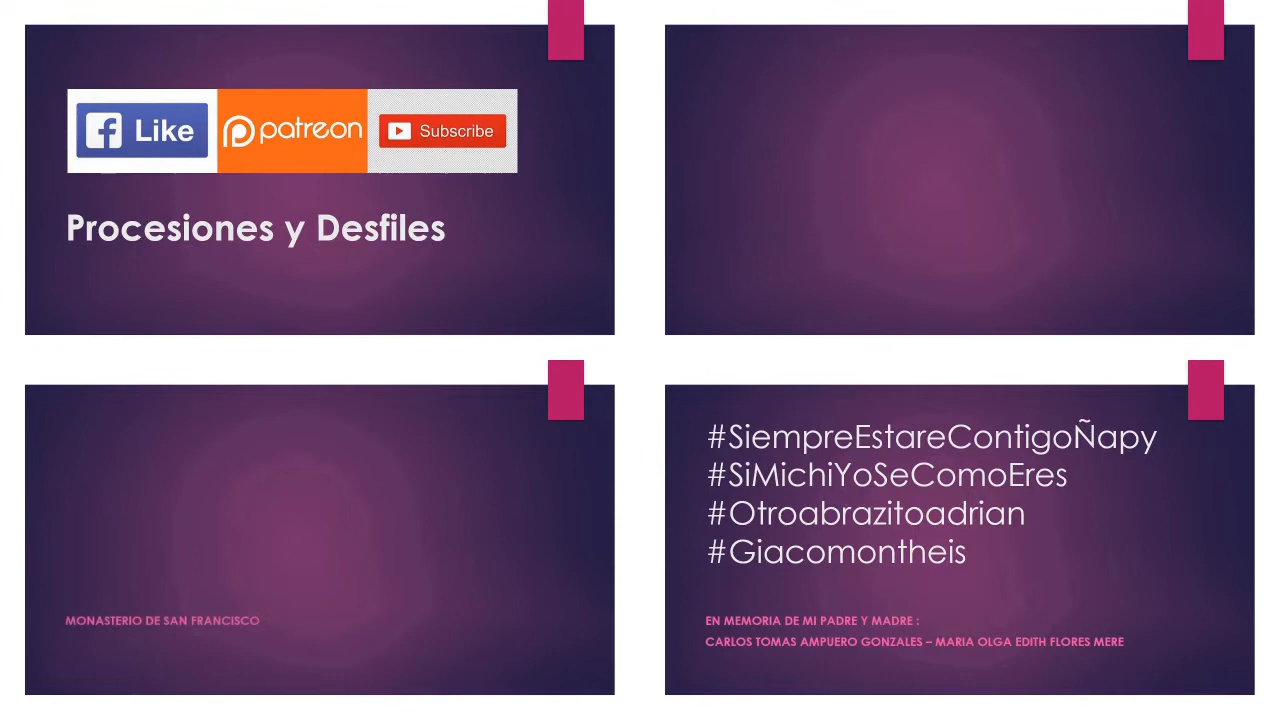 Like
patreon
Subscribe
Procesiones y Desfiles
MONASTERIO DE SAN FRANCISCO
#SiempreEstareContigoÑapy
#SiMichiYoSeComoEres
#Otroabrazitoadrian
#Giacomontheis
EN MEMORIA DE MI PADRE Y MADRE :
CARLOS TOMAS AMPUERO GONZALES – MARIA OLGA EDITH FLORES MERE